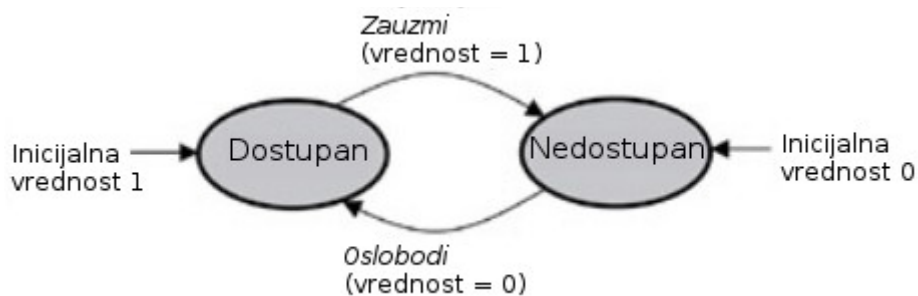 Zauzmi
(vrednost = 1)
Dostupan
Nedostupan
Inicijalna
vrednost 1
Inicijalna
vrednost 0
Oslobodi
(vrednost = 0)